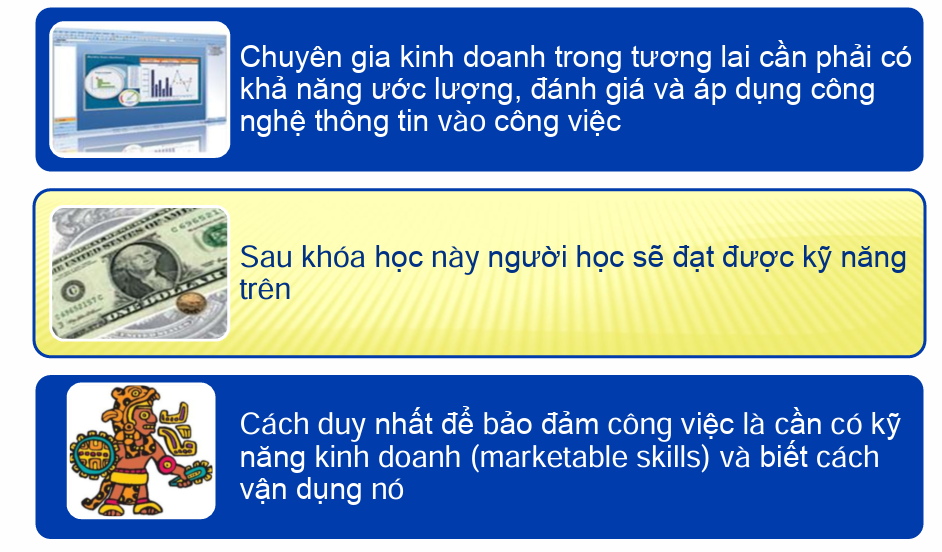 Chuyên gia kinh doanh trong tương lai cần phải có
khả năng ước lượng, đánh giá và áp dụng công
nghệ thông tin vào công việc
Sau khóa học này người học sẽ đạt được kỹ năng
trên
Cách duy nhất để bảo đảm công việc là cần có kỹ
năng kinh doanh (marketable skills) và biết cách
vận dụng nó